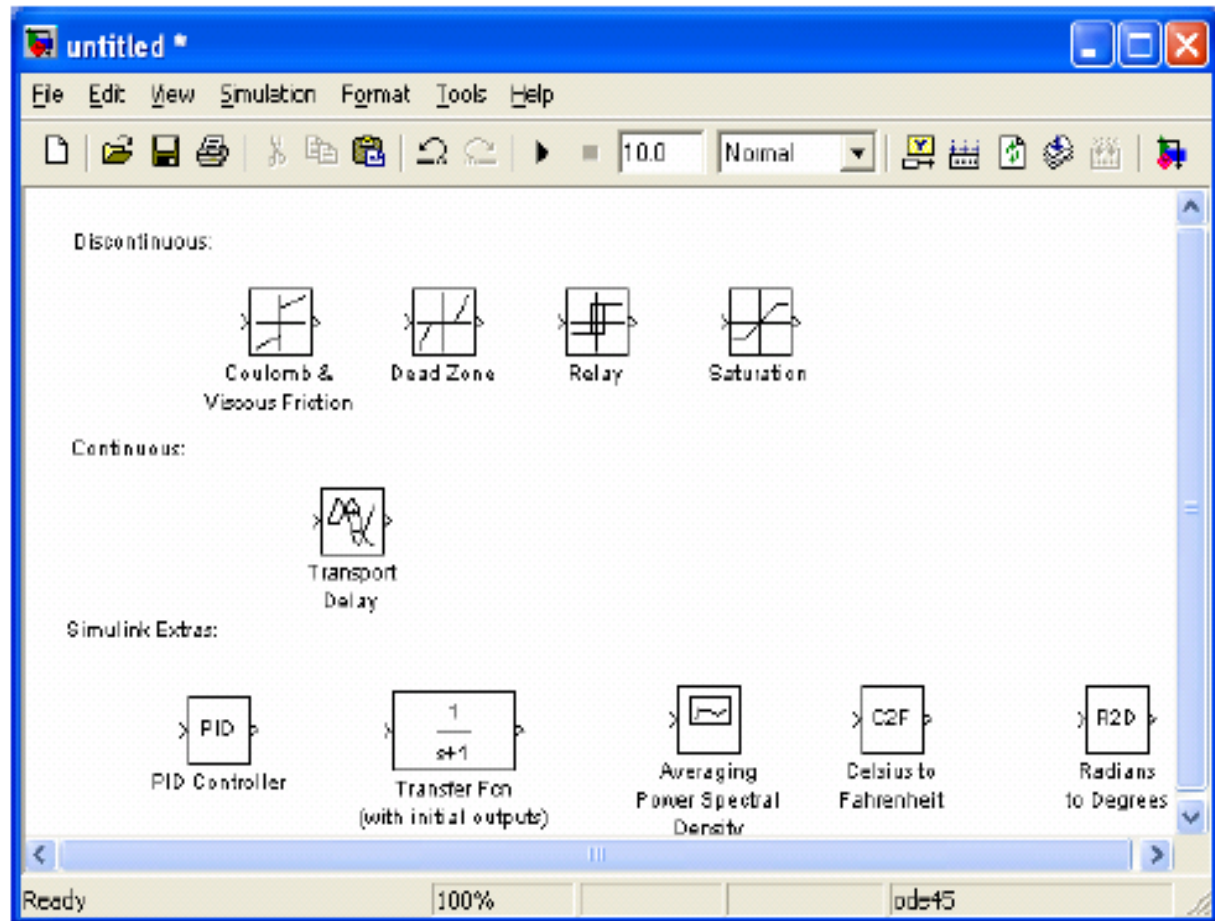 untitled *
File Edit View Simulation Format Tools Help
10.0 Normal
Discontinuous:
Coulomb &
Viscous Friction
Dead Zone
Relay
Saturation
Continuous:
Transport
Delay
Simulink Extras:
PID
PID Controller
1
s+1
Transfer Fcn
(with initial outputs)
Averaging
Power Spectral
Density
C2F
Celsius to
Fahrenheit
R2D
Radians
to Degrees
Ready 100% ode45